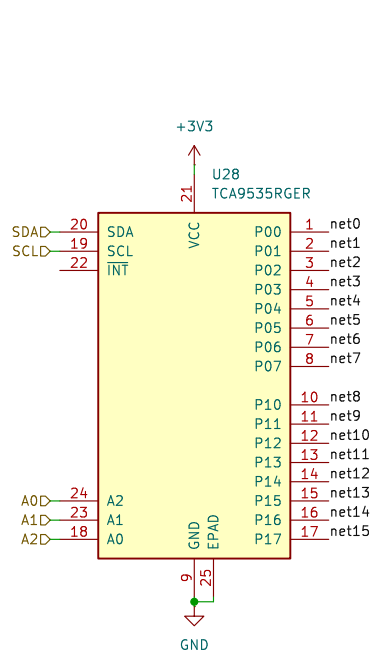 +3V3
U28
TCA9535RGER
21
VCC
SDA 20 SDA P00 1 net0
SCL 19 SCL P01 2 net1
22 INT P02 3 net2
P03 4 net3
P04 5 net4
P05 6 net5
P06 7 net6
P07 8 net7
P10 10 net8
P11 11 net9
P12 12 net10
P13 13 net11
P14 14 net12
A0 24 A2 P15 15 net13
A1 23 A1 P16 16 net14
A2 18 A0 P17 17 net15
GND EPAD
9 25
GND